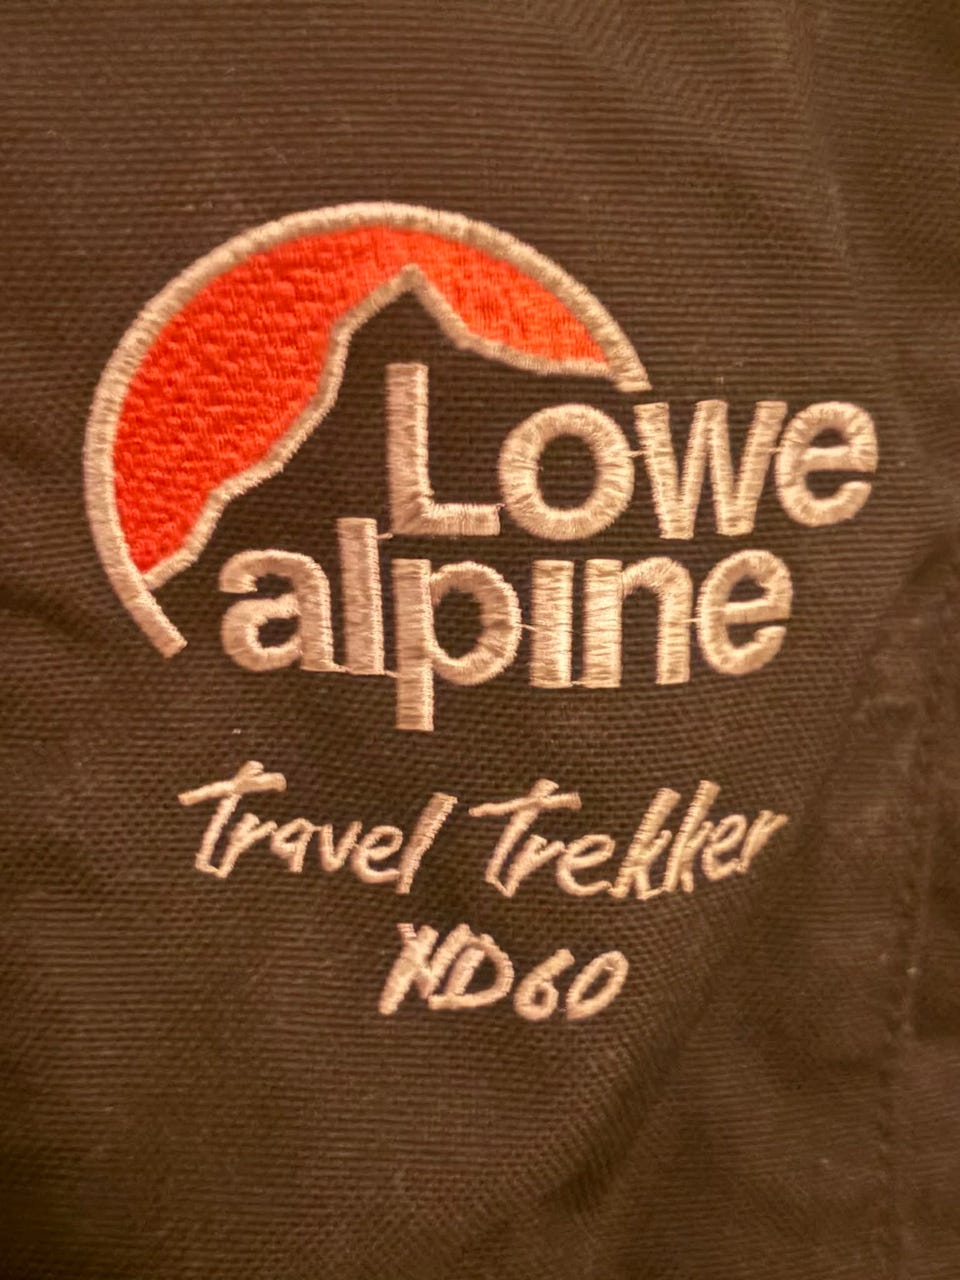 Lowe
alpine
Travel Trekker
ND60